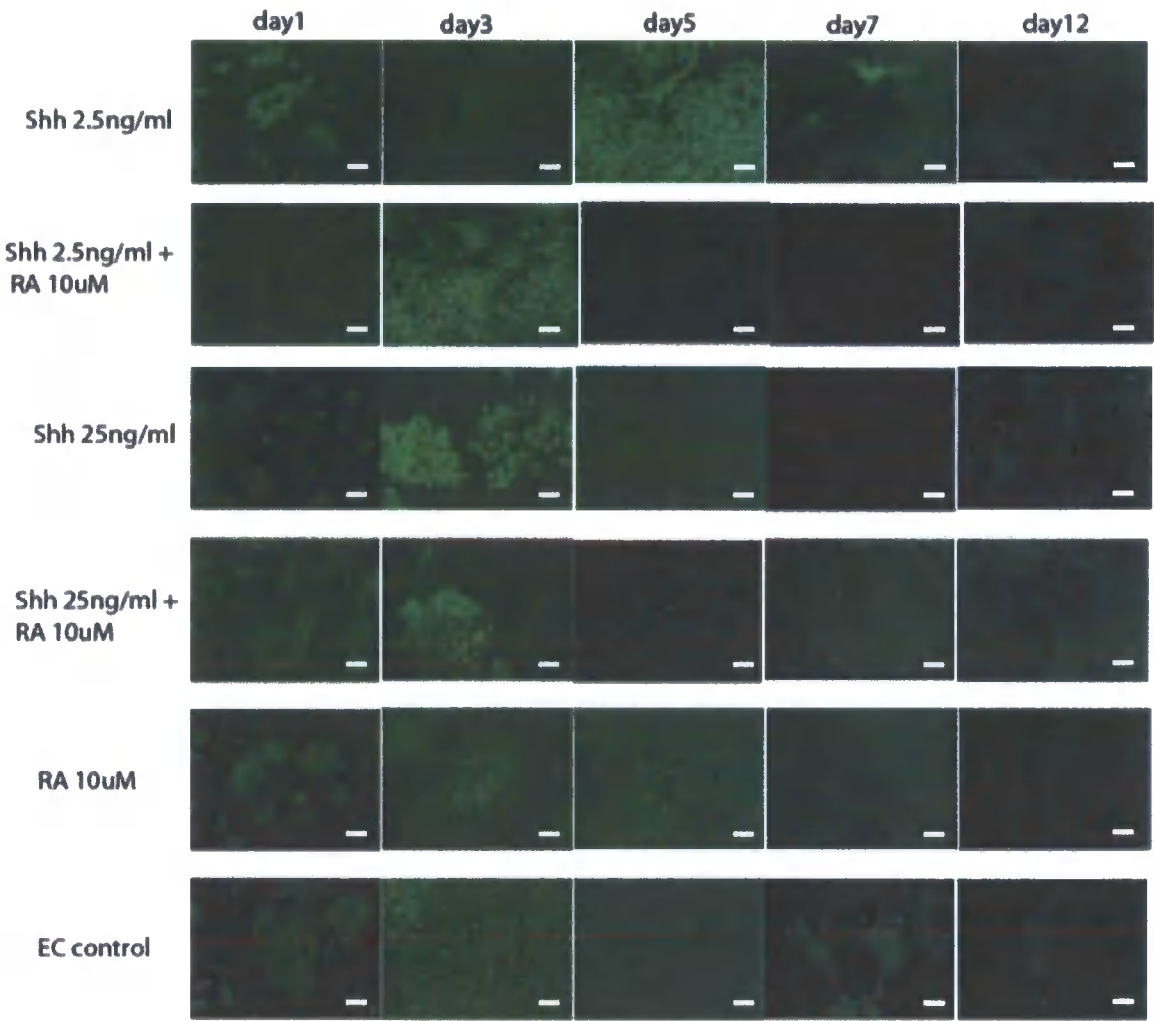 day1 day3 day5 day7 day12
Shh 2.5ng/ml
Shh 2.5ng/ml +
RA 10uM
Shh 25ng/ml
Shh 25ng/ml +
RA 10uM
RA 10uM
EC control